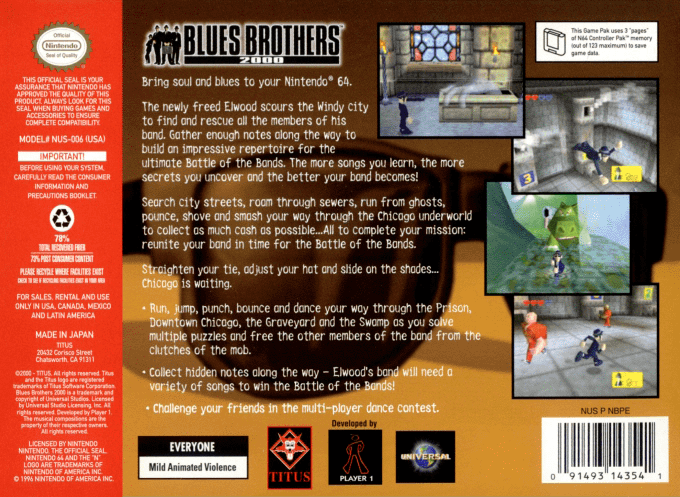 Official
Nintendo
Seal of Quality
THIS OFFICIAL SEAL IS YOUR
ASSURANCE THAT NINTENDO HAS
APPROVED THE QUALITY OF THIS
PRODUCT. ALWAYS LOOK FOR THIS
SEAL WHEN BUYING GAMES AND
ACCESSORIES TO ENSURE
COMPLETE COMPATIBILITY.
MODEL# NUS-006 (USA)
IMPORTANT!
BEFORE USING YOUR SYSTEM,
CAREFULLY READ THE CONSUMER
INFORMATION AND
PRECAUTIONS BOOKLET.
78%
TOTAL RECOVERED FIBER
73% POST CONSUMER CONTENT
PLEASE RECYCLE WHERE FACILITIES EXIST
CHECK TO SEE IF RECYCLING FACILITIES EXIST IN YOUR AREA
FOR SALES, RENTAL AND USE
ONLY IN USA, CANADA, MEXICO
AND LATIN AMERICA
MADE IN JAPAN
TITUS
20432 Corisco Street
Chatsworth, CA 91311
©2000 - TITUS. All rights reserved. Titus
and the Titus logo are registered
trademarks of Titus Software Corporation.
Blues Brothers 2000 is a trademark and
copyright of Universal Studios. Licensed
by Universal Studio Licensing, Inc. All
rights reserved. Developed by Player 1.
The musical compositions are the
property of their respective owners.
All rights reserved.
LICENSED BY NINTENDO
NINTENDO, THE OFFICIAL SEAL,
NINTENDO 64 AND THE "N"
LOGO ARE TRADEMARKS OF
NINTENDO OF AMERICA INC.
© 1996 NINTENDO OF AMERICA INC.
BLUES BROTHERS
2000
Bring soul and blues to your Nintendo® 64.
The newly freed Elwood scours the Windy city
to find and rescue all the members of his
band. Gather enough notes along the way to
build an impressive repertoire for the
ultimate Battle of the Bands. The more songs you learn, the more
secrets you uncover and the better your band becomes!
Search city streets, roam through sewers, run from ghosts,
pounce, shove and smash your way through the Chicago underworld
to collect as much cash as possible...All to complete your mission:
reunite your band in time for the Battle of the Bands.
Straighten your tie, adjust your hat and slide on the shades...
Chicago is waiting.
• Run, jump, punch, bounce and dance your way through the Prison,
Downtown Chicago, the Graveyard and the Swamp as you solve
multiple puzzles and free the other members of the band from the
clutches of the mob.
• Collect hidden notes along the way – Elwood's band will need a
variety of songs to win the Battle of the Bands!
• Challenge your friends in the multi-player dance contest.
This Game Pak uses 3 "pages"
of N64 Controller Pak™ memory
(out of 123 maximum) to save
game data.
3
EVERYONE
Mild Animated Violence
TITUS
Developed by
PLAYER 1
UNIVERSAL
NUS P NBPE
0 91493 14354 1